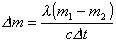 Δm = λ(m₁ − m₂) / cΔt